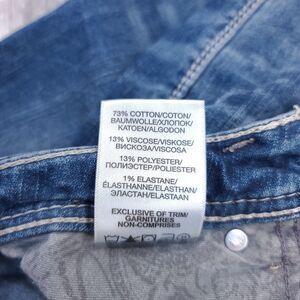 73% COTTON/COTON/
BAUMWOLLE/ХЛОПОК/
KATOEN/ALGODON
13% VISCOSE/VISKOSE/
ВИСКОЗА/VISCOSA
13% POLYESTER/
ПОЛИЭСТЕР/POLIESTER
1% ELASTANE/
ÉLASTHANNE/ELASTHAN/
ЭЛАСТАН/ELASTAAN
EXCLUSIVE OF TRIM/
GARNITURES
NON-COMPRISES